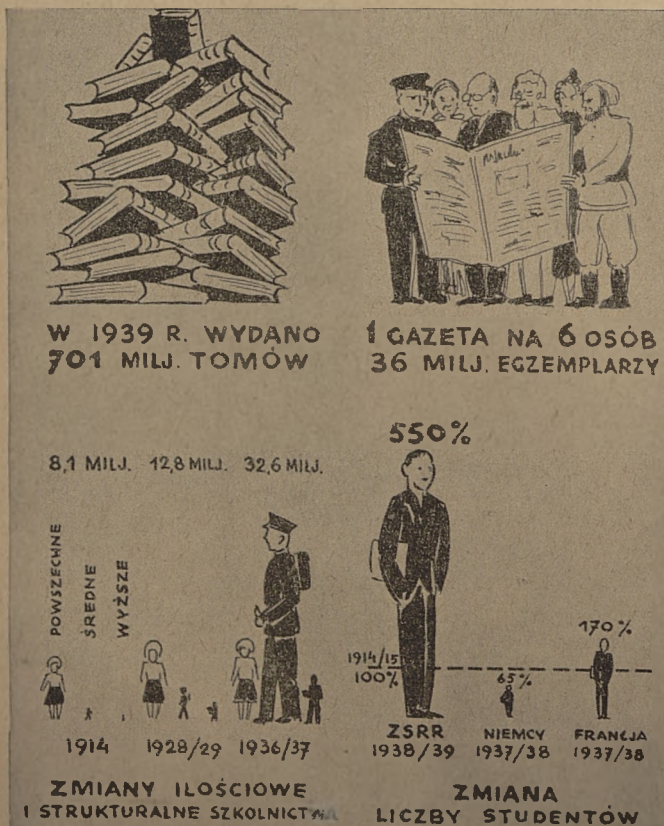 W 1939 R. WYDANO
701 MILJ. TOMÓW
1 GAZETA NA 6 OSÓB
36 MILJ. EGZEMPLARZY
8,1 MILJ. 12,8 MILJ. 32,6 MILJ.
POWSZECHNE
ŚREDNE
WYŻSZE
1914 1928/29 1936/37
ZMIANY ILOŚCIOWE
I STRUKTURALNE SZKOLNICTWA
550%
1914/15
100%
65%
170%
ZSRR NIEMCY FRANCJA
1938/39 1937/38 1937/38
ZMIANA
LICZBY STUDENTÓW